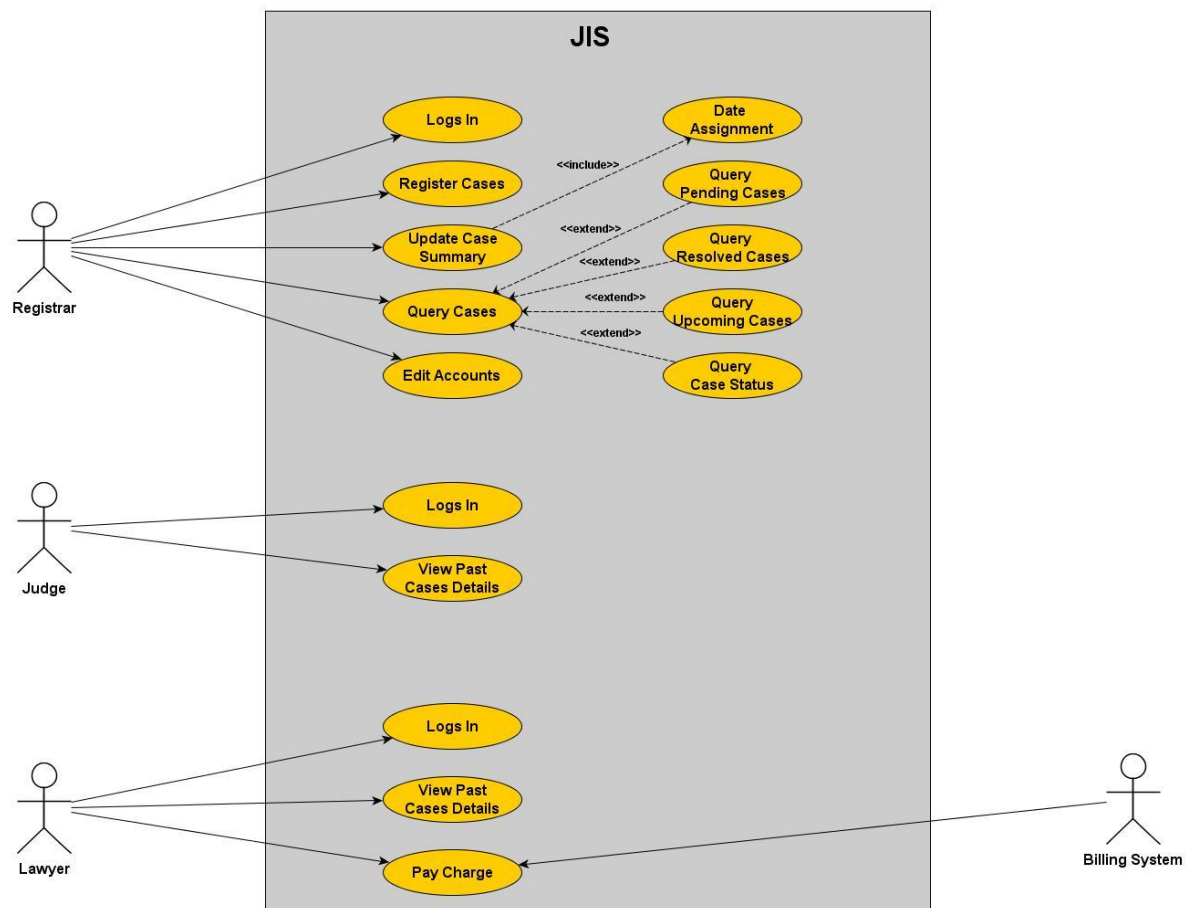 JIS
Logs In
Date
Assignment
<<include>>
Register Cases
Query
Pending Cases
Update Case
Summary
<<extend>>
Query
Resolved Cases
<<extend>>
Registrar
Query Cases
<<extend>>
Query
Upcoming Cases
<<extend>>
Edit Accounts
Query
Case Status
Logs In
Judge
View Past
Cases Details
Logs In
View Past
Cases Details
Lawyer
Pay Charge
Billing System